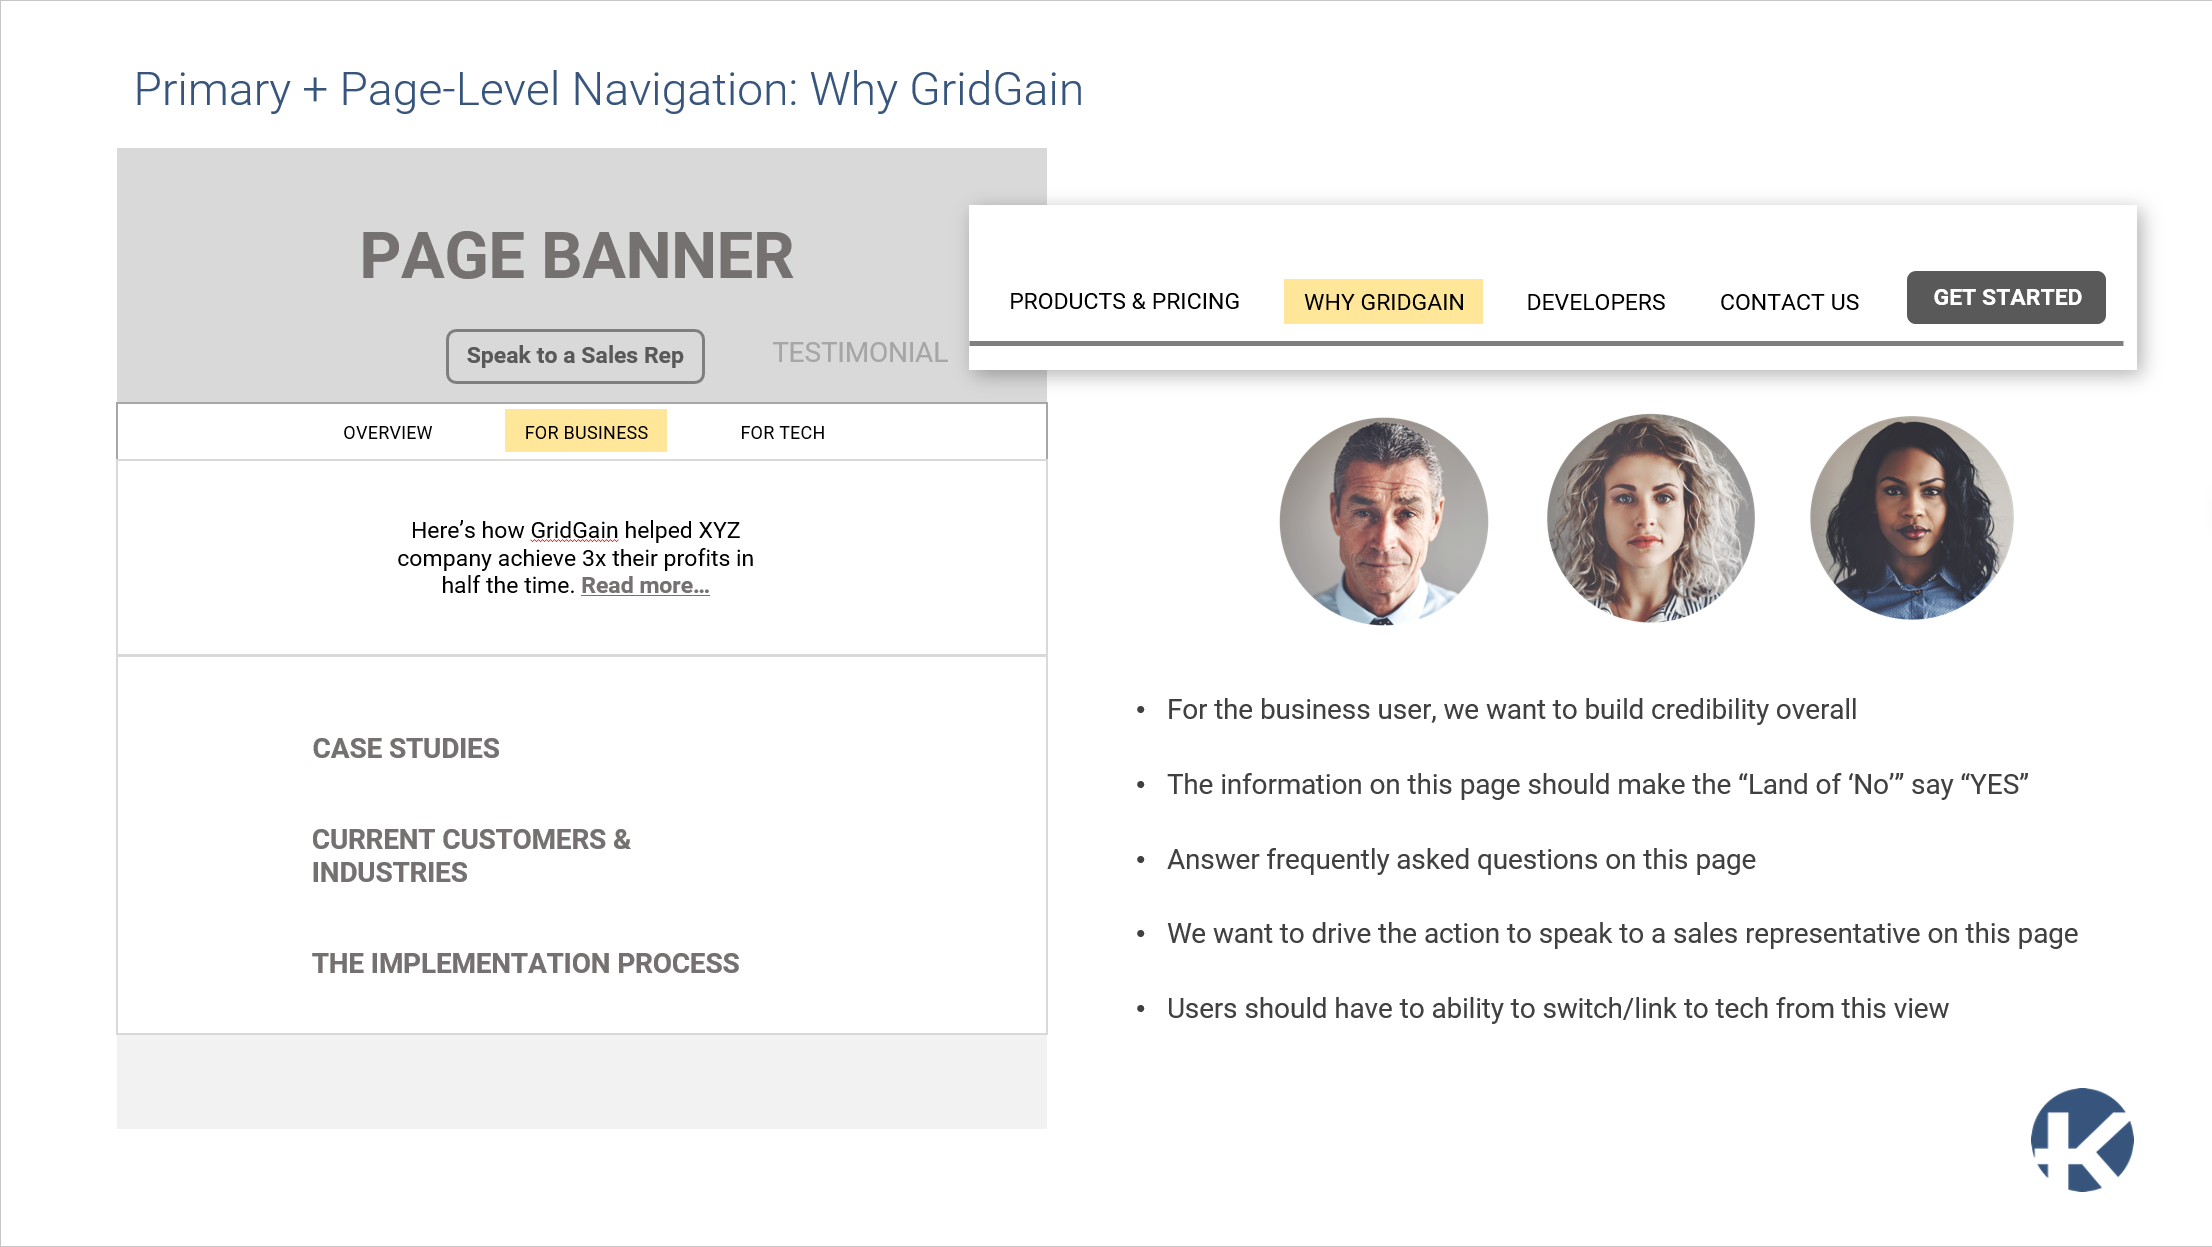 Primary + Page-Level Navigation: Why GridGain
PAGE BANNER
Speak to a Sales Rep
TESTIMONIAL
PRODUCTS & PRICING
WHY GRIDGAIN
DEVELOPERS
CONTACT US
GET STARTED
OVERVIEW
FOR BUSINESS
FOR TECH
Here’s how GridGain helped XYZ
company achieve 3x their profits in
half the time. Read more…
CASE STUDIES
CURRENT CUSTOMERS &
INDUSTRIES
THE IMPLEMENTATION PROCESS
• For the business user, we want to build credibility overall
• The information on this page should make the “Land of ‘No’” say “YES”
• Answer frequently asked questions on this page
• We want to drive the action to speak to a sales representative on this page
• Users should have to ability to switch/link to tech from this view
K